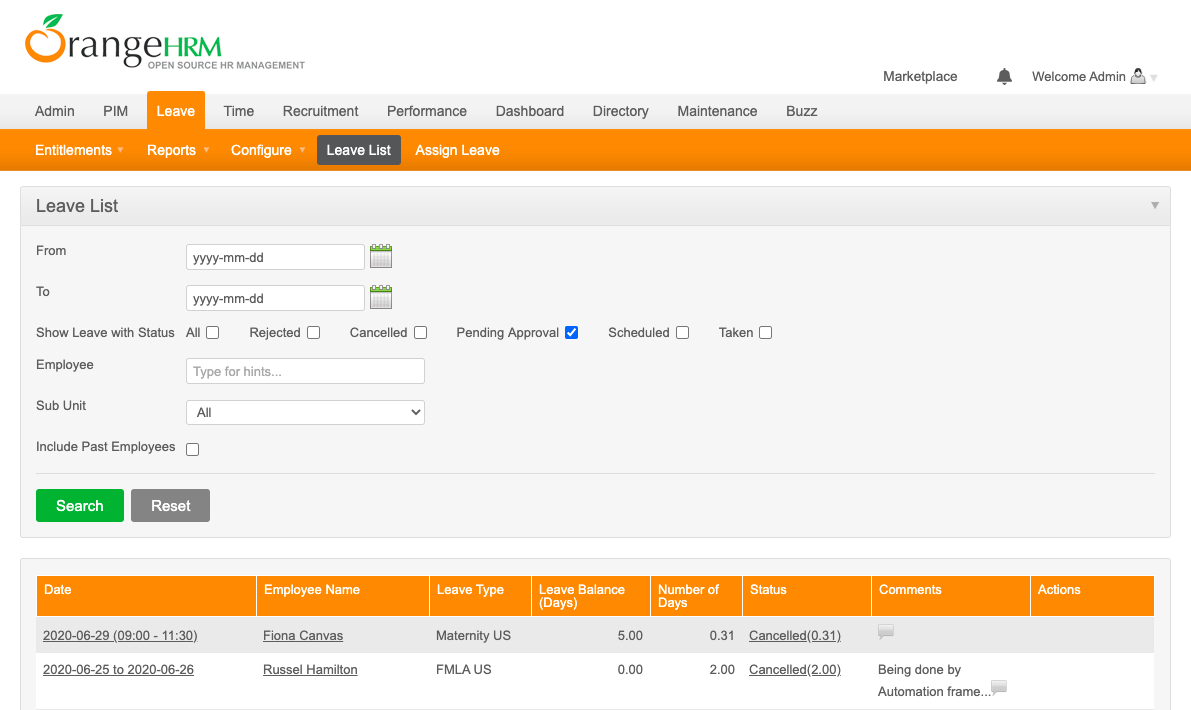 OrangeHRM
OPEN SOURCE HR MANAGEMENT
Marketplace Welcome Admin
Admin PIM Leave Time Recruitment Performance Dashboard Directory Maintenance Buzz
Entitlements Reports Configure Leave List Assign Leave
Leave List
From yyyy-mm-dd
To yyyy-mm-dd
Show Leave with Status All Rejected Cancelled Pending Approval Scheduled Taken
Employee Type for hints...
Sub Unit All
Include Past Employees
Search Reset
Date Employee Name Leave Type Leave Balance (Days) Number of Days Status Comments Actions
2020-06-29 (09:00 - 11:30) Fiona Canvas Maternity US 5.00 0.31 Cancelled(0.31)
2020-06-25 to 2020-06-26 Russel Hamilton FMLA US 0.00 2.00 Cancelled(2.00) Being done by
Automation frame...